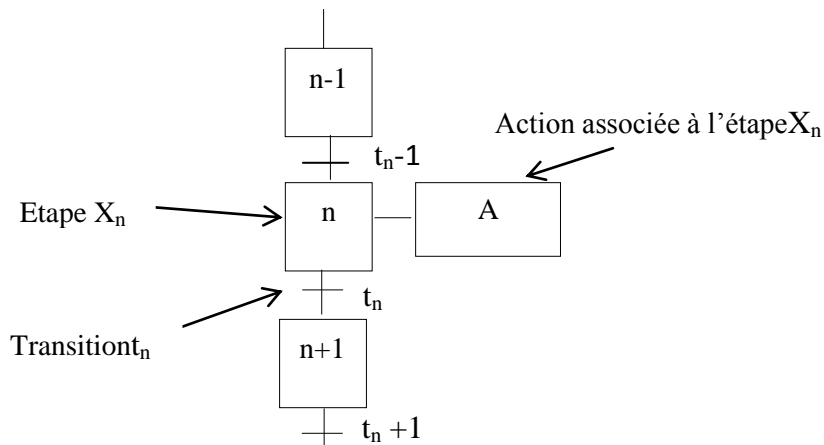 n-1
Action associée à l'étapeXₙ
tₙ-1
Etape Xₙ
n
A
tₙ
Transitiontₙ
n+1
tₙ +1